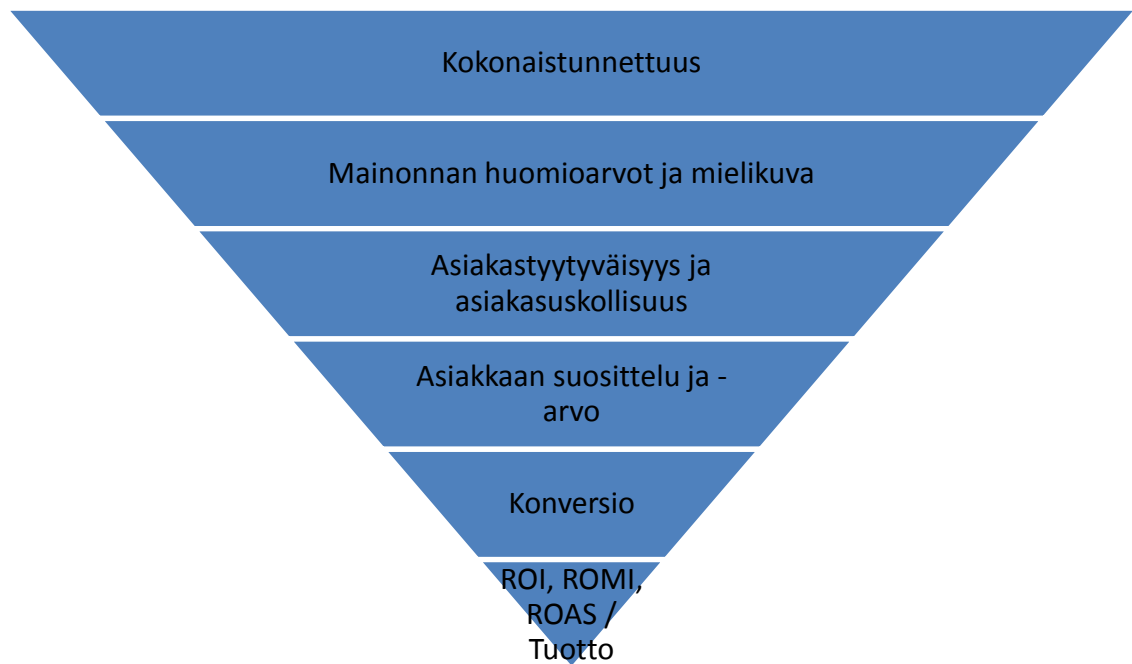 Kokonaistunnettuus
Mainonnan huomioarvot ja mielikuva
Asiakastyytyväisyys ja
asiakasuskollisuus
Asiakkaan suosittelu ja -
arvo
Konversio
ROI, ROMI,
ROAS /
Tuotto